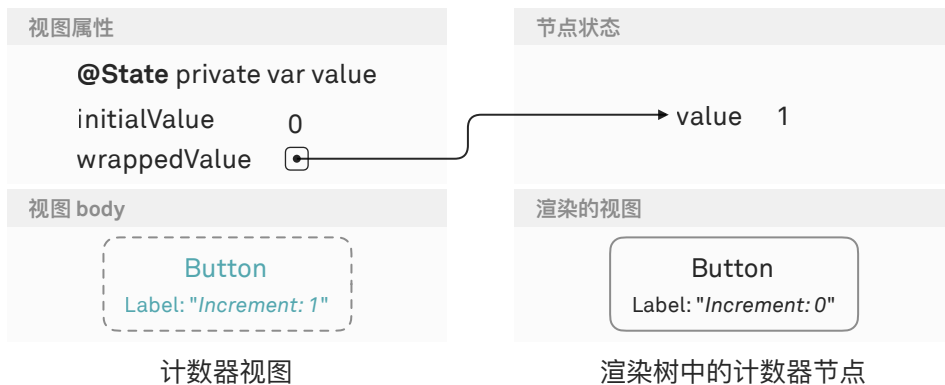 视图属性
节点状态
@State private var value
initialValue 0
wrappedValue
value 1
视图 body
渲染的视图
Button
Label: "Increment: 1"
Button
Label: "Increment: 0"
计数器视图
渲染树中的计数器节点